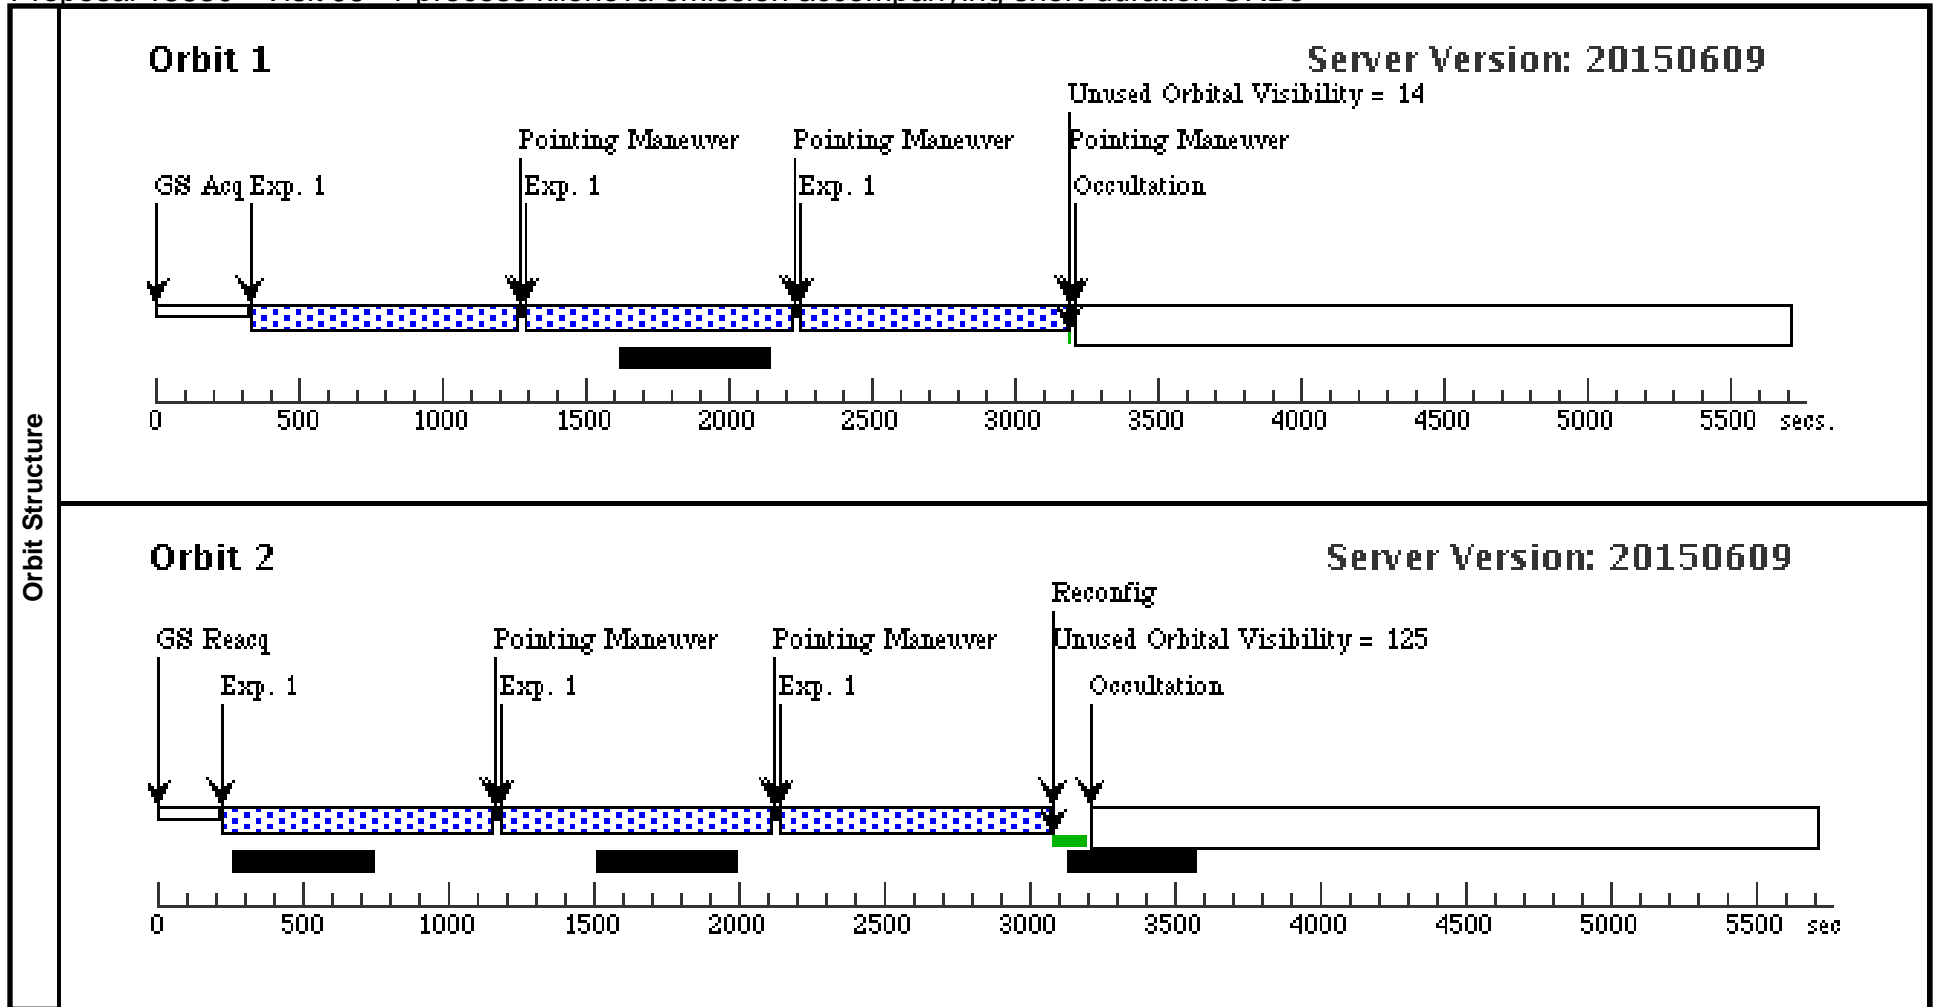 Orbit Structure
Orbit 1
Server Version: 20150609
Unused Orbital Visibility = 14
Pointing Maneuver Pointing Maneuver Pointing Maneuver
GS Acq Exp. 1 Exp. 1 Exp. 1 Occultation
0 500 1000 1500 2000 2500 3000 3500 4000 4500 5000 5500 secs.
Orbit 2
Server Version: 20150609
Reconfig
GS Reacq Pointing Maneuver Pointing Maneuver Unused Orbital Visibility = 125
Exp. 1 Exp. 1 Exp. 1 Occultation
0 500 1000 1500 2000 2500 3000 3500 4000 4500 5000 5500 sec